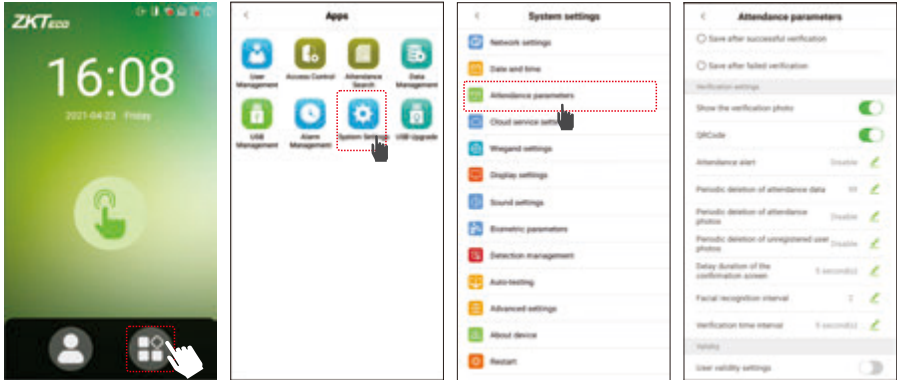 ZKTeco
16:08
2021-04-23 Friday
Apps
User
Management
Access Control
Attendance
Search
Data
Management
USB
Management
Alarm
Management
System Settings
USB Upgrade
System settings
Network settings
Date and time
Attendance parameters
Cloud service sett
Wiegand settings
Display settings
Sound settings
Biometric parameters
Detection management
Auto-testing
Advanced settings
About device
Restart
Attendance parameters
Save after successful verification
Save after failed verification
Verification settings
Show the verification photo
QRCode
Attendance alert Disable
Periodic deletion of attendance data
Periodic deletion of attendance
photos Disable
Periodic deletion of unregistered user
photos Disable
Delay duration of the
confirmation screen 5 second(s)
Facial recognition interval
Verification time interval second(s)
Validity
User validity settings